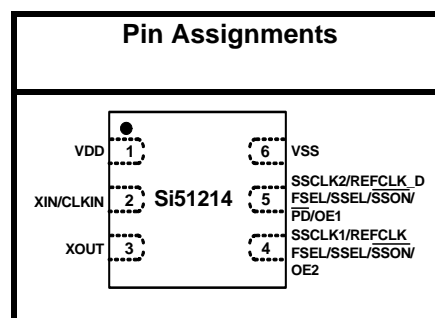 Pin Assignments
VDD 1 6 VSS
SSCLK2/REFCLK_D
XIN/CLKIN 2 Si51214 5 FSEL/SSEL/SSON/
PD/OE1
SSCLK1/REFCLK
XOUT 3 4 FSEL/SSEL/SSON/
OE2